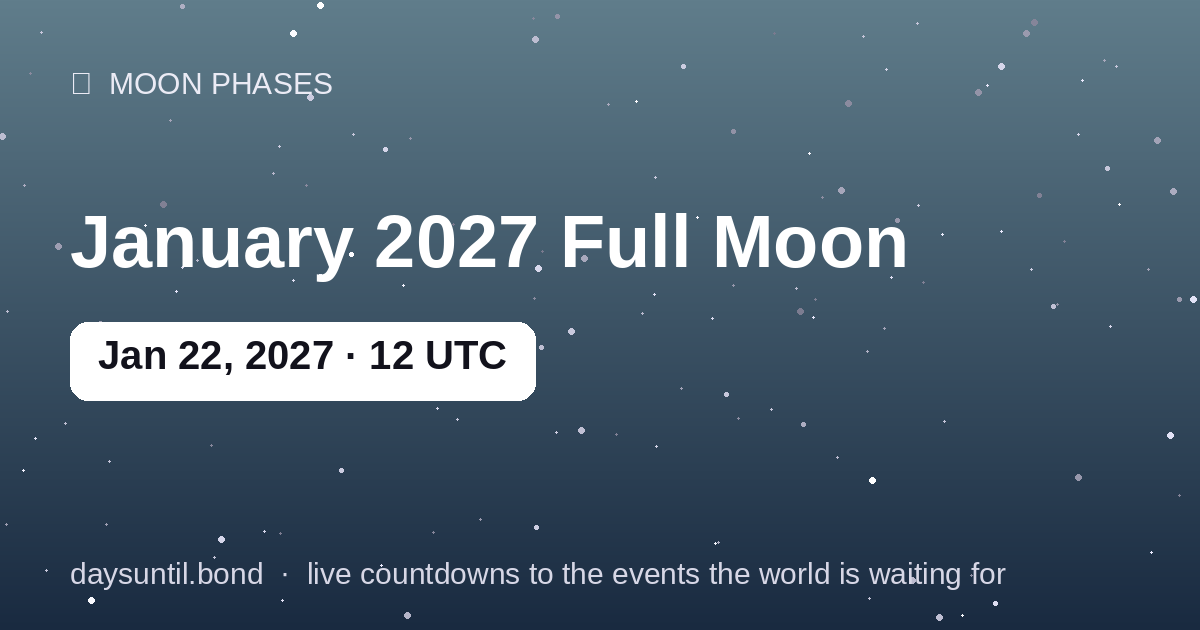 MOON PHASES
January 2027 Full Moon
Jan 22, 2027 · 12 UTC
daysuntil.bond · live countdowns to the events the world is waiting for